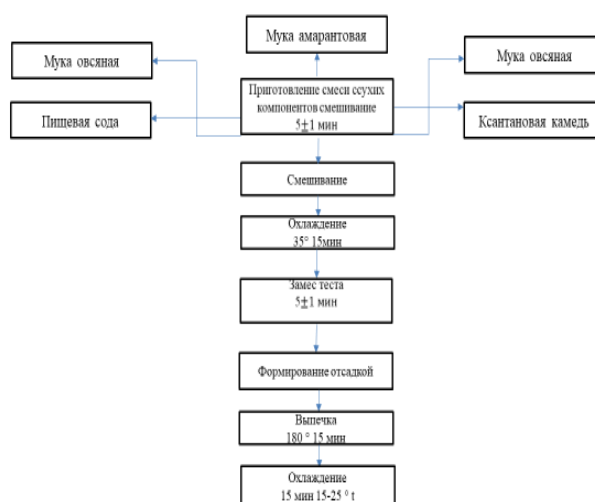 Мука амарантовая
Мука овсяная
Мука овсяная
Приготовление смеси ссухих
компонентов смешивание
5±1 мин
Пищевая сода
Ксантановая камедь
Смешивание
Охлаждение
35° 15мин
Замес теста
5±1 мин
Формирование отсадкой
Выпечка
180 ° 15 мин
Охлаждение
15 мин 15-25 ° t